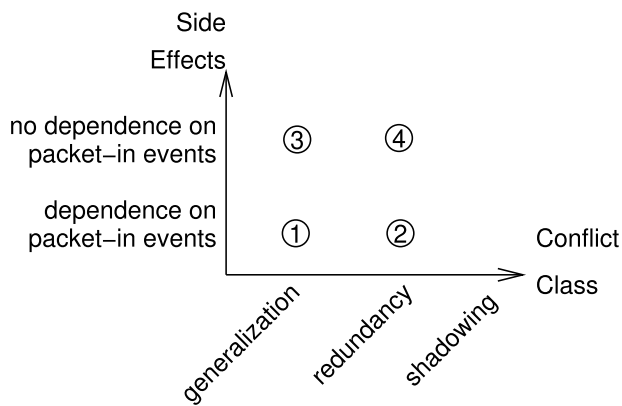 Side
Effects
no dependence on
packet–in events
③
④
dependence on
packet–in events
①
②
Conflict
Class
generalization
redundancy
shadowing